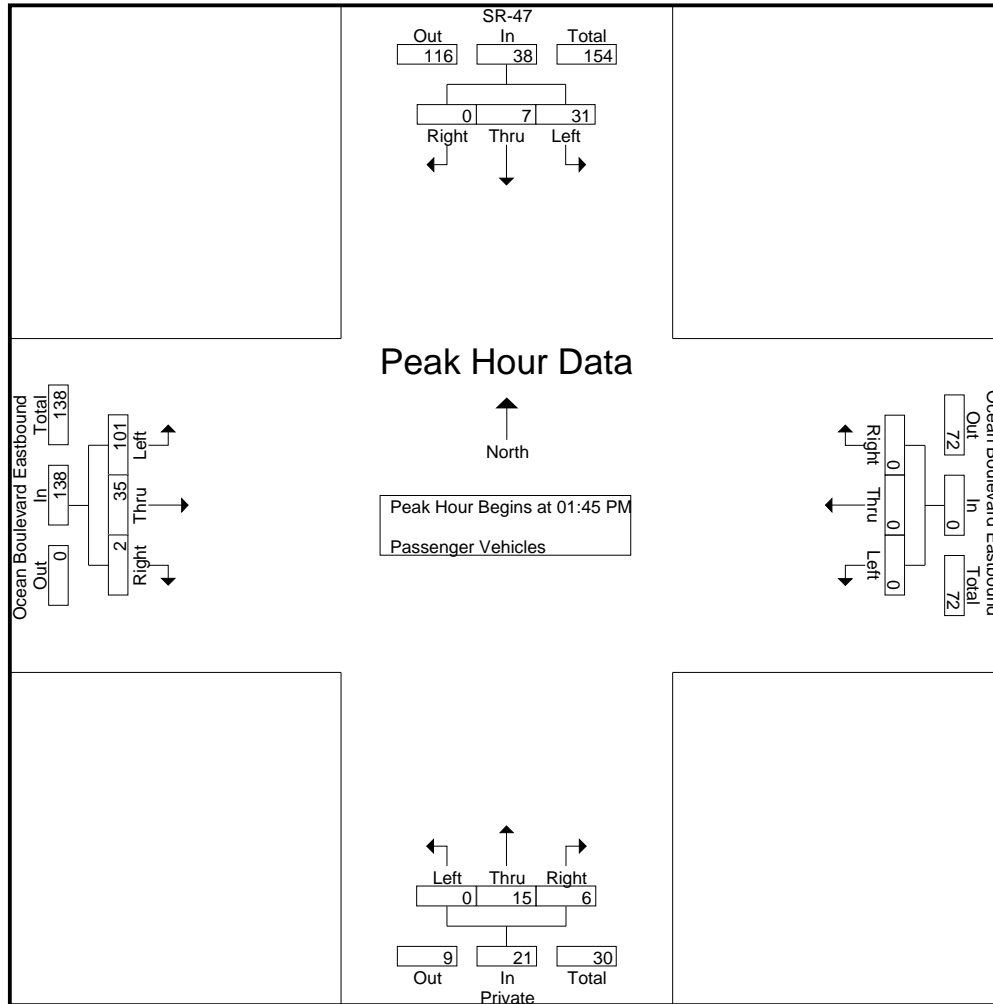 SR-47
Out In Total
116 38 154
0 7 31
Right Thru Left
Peak Hour Data
North
Peak Hour Begins at 01:45 PM
Passenger Vehicles
Ocean Boulevard Eastbound
Out In Total
0 138 138
2 35 101
Right Thru Left
Ocean Boulevard Eastbound
Out In Total
72 0 72
0 0 0
Right Thru Left
Left Thru Right
0 15 6
9 21 30
Out In Total
Private